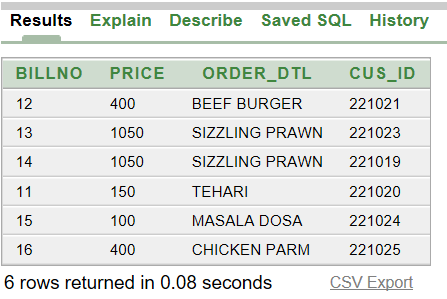 Results Explain Describe Saved SQL History
BILLNO PRICE ORDER_DTL CUS_ID
12 400 BEEF BURGER 221021
13 1050 SIZZLING PRAWN 221023
14 1050 SIZZLING PRAWN 221019
11 150 TEHARI 221020
15 100 MASALA DOSA 221024
16 400 CHICKEN PARM 221025
6 rows returned in 0.08 seconds CSV Export